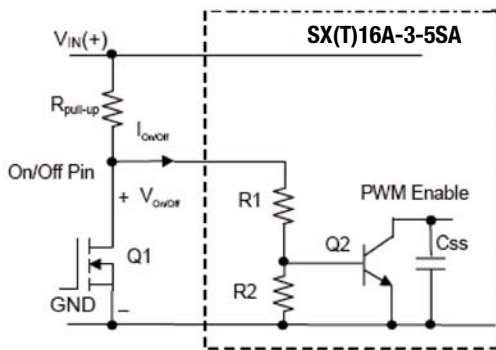 SX(T)16A-3-5SA
VIN(+)
Rpull-up
IOn/Off
On/Off Pin
+ VOn/Off
R1
PWM Enable
Q1
Q2
Css
R2
GND
–